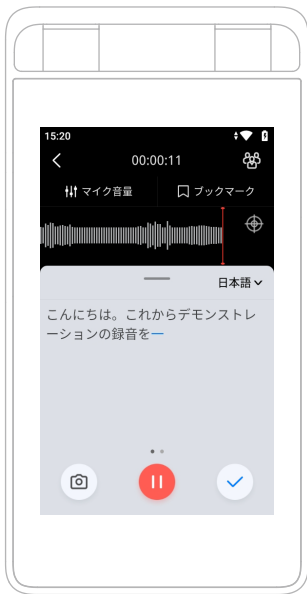 15:20
00:00:11
マイク音量
ブックマーク
日本語
こんにちは。これからデモンストレ
ーションの録音を